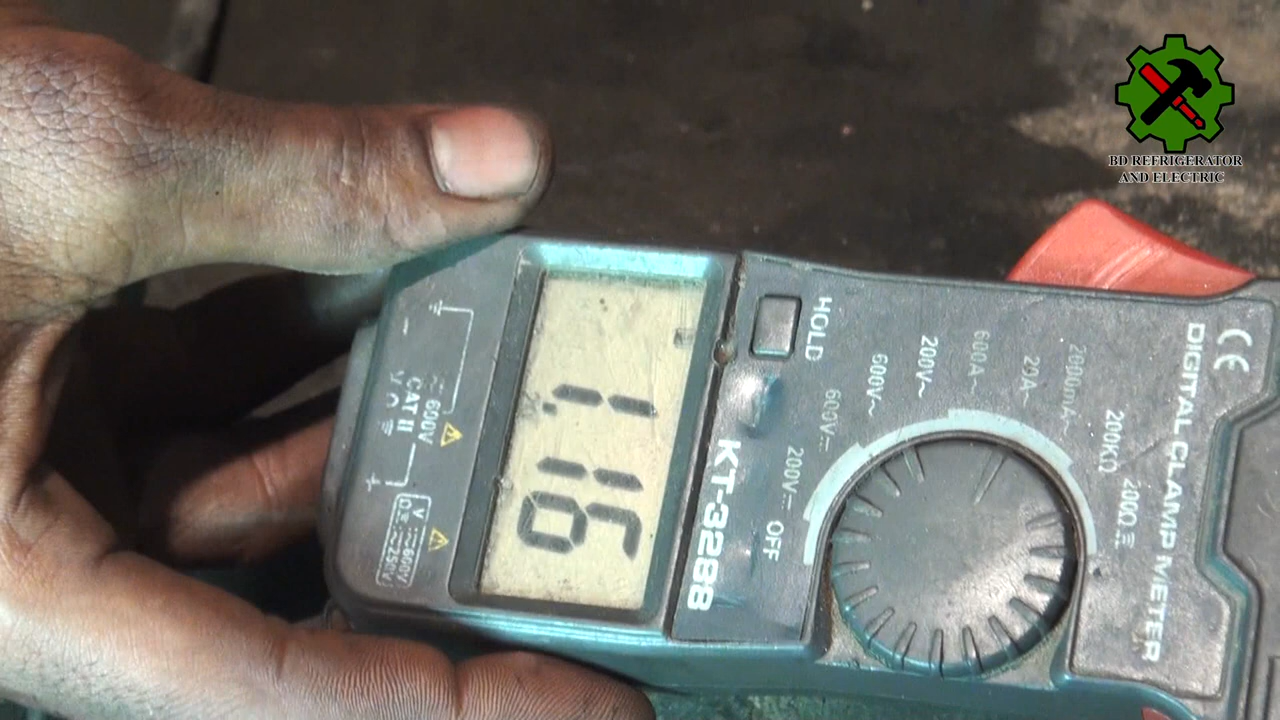 BD REFRIGERATOR
AND ELECTRIC
DIGITAL CLAMP METER
CE
2000mA~
20A~
600A~
200V~
600V~
600V⎓
200V⎓
OFF
200KΩ
200Ω
HOLD
KT-3288
1.16
600V
CAT II